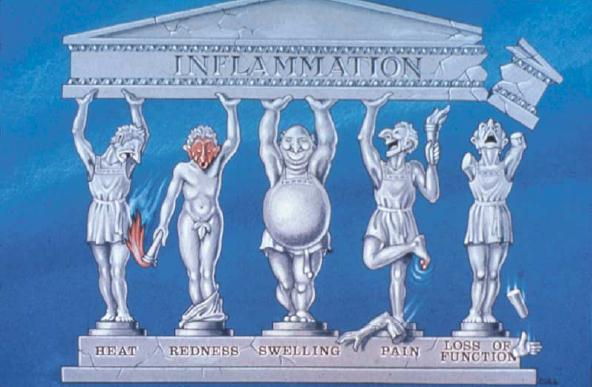 INFLAMMATION
HEAT REDNESS SWELLING PAIN LOSS OF
FUNCTION